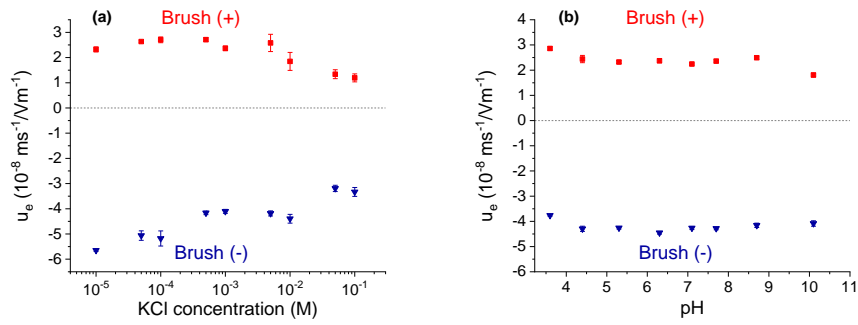 (a)
Brush (+)
3
2
1
0
-1
-2
-3
-4
-5
-6
u_e (10^-8 ms^-1/Vm^-1)
Brush (-)
10^-5 10^-4 10^-3 10^-2 10^-1
KCl concentration (M)
(b)
Brush (+)
4
3
2
1
0
-1
-2
-3
-4
-5
-6
u_e (10^-8 ms^-1/Vm^-1)
Brush (-)
4 5 6 7 8 9 10 11
pH